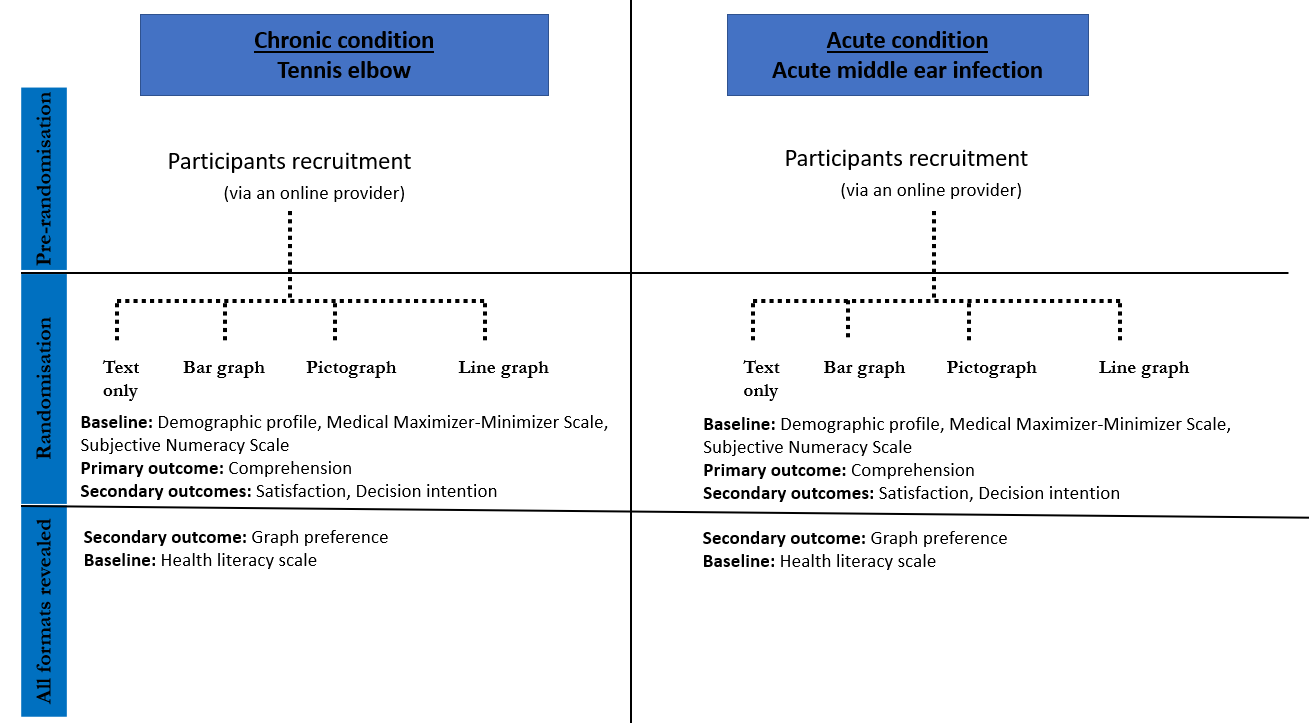 Chronic condition
Tennis elbow
Acute condition
Acute middle ear infection
Pre-randomisation
Participants recruitment
(via an online provider)
Participants recruitment
(via an online provider)
Randomisation
Text only
Bar graph
Pictograph
Line graph
Baseline: Demographic profile, Medical Maximizer-Minimizer Scale,
Subjective Numeracy Scale
Primary outcome: Comprehension
Secondary outcomes: Satisfaction, Decision intention
Text only
Bar graph
Pictograph
Line graph
Baseline: Demographic profile, Medical Maximizer-Minimizer Scale,
Subjective Numeracy Scale
Primary outcome: Comprehension
Secondary outcomes: Satisfaction, Decision intention
All formats revealed
Secondary outcome: Graph preference
Baseline: Health literacy scale
Secondary outcome: Graph preference
Baseline: Health literacy scale